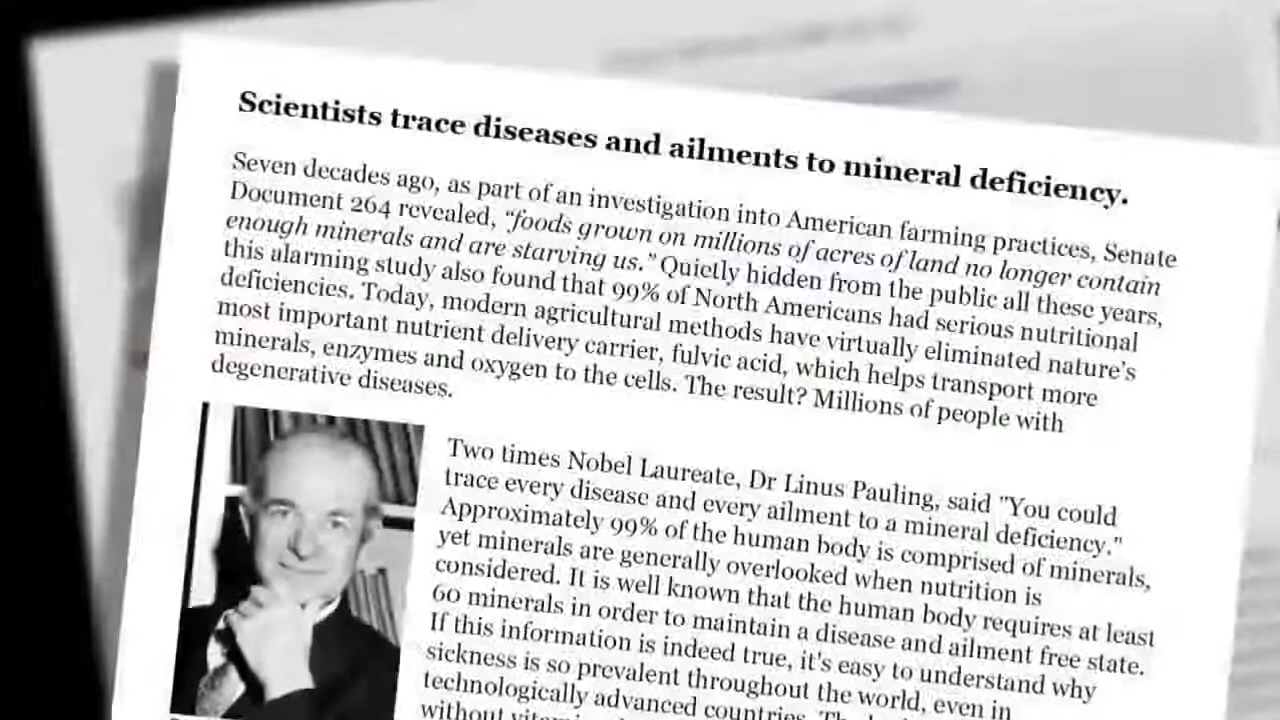 Scientists trace diseases and ailments to mineral deficiency.
Seven decades ago, as part of an investigation into American farming practices, Senate
Document 264 revealed, “foods grown on millions of acres of land no longer contain
enough minerals and are starving us.” Quietly hidden from the public all these years,
this alarming study also found that 99% of North Americans had serious nutritional
deficiencies. Today, modern agricultural methods have virtually eliminated nature’s
most important nutrient delivery carrier, fulvic acid, which helps transport more
minerals, enzymes and oxygen to the cells. The result? Millions of people with
degenerative diseases.
Two times Nobel Laureate, Dr Linus Pauling, said "You could
trace every disease and every ailment to a mineral deficiency."
Approximately 99% of the human body is comprised of minerals,
yet minerals are generally overlooked when nutrition is
considered. It is well known that the human body requires at least
60 minerals in order to maintain a disease and ailment free state.
If this information is indeed true, it's easy to understand why
sickness is so prevalent throughout the world, even in
technologically advanced countries.
without